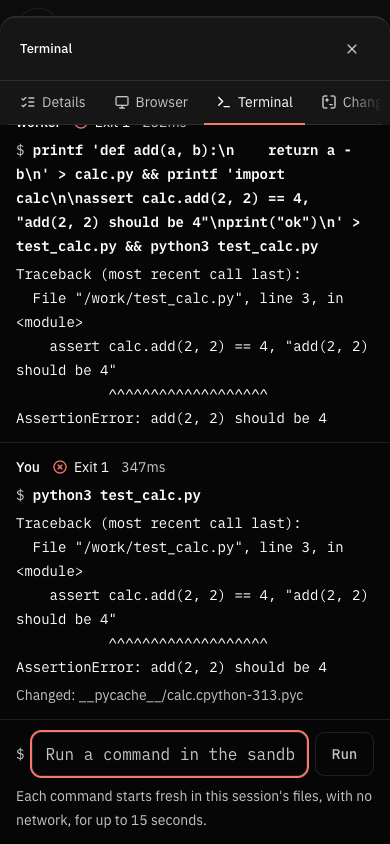 Terminal
Details Browser Terminal Chang
worker Exit 1 232ms
$ printf 'def add(a, b):\n    return a -
b\n' > calc.py && printf 'import
calc\n\nassert calc.add(2, 2) == 4,
"add(2, 2) should be 4"\nprint("ok")\n' >
test_calc.py && python3 test_calc.py
Traceback (most recent call last):
  File "/work/test_calc.py", line 3, in
<module>
    assert calc.add(2, 2) == 4, "add(2, 2)
should be 4"
           ^^^^^^^^^^^^^^^^^^^
AssertionError: add(2, 2) should be 4
You Exit 1 347ms
$ python3 test_calc.py
Traceback (most recent call last):
  File "/work/test_calc.py", line 3, in
<module>
    assert calc.add(2, 2) == 4, "add(2, 2)
should be 4"
           ^^^^^^^^^^^^^^^^^^^
AssertionError: add(2, 2) should be 4
Changed: __pycache__/calc.cpython-313.pyc
$ Run a command in the sandb Run
Each command starts fresh in this session's files, with no
network, for up to 15 seconds.